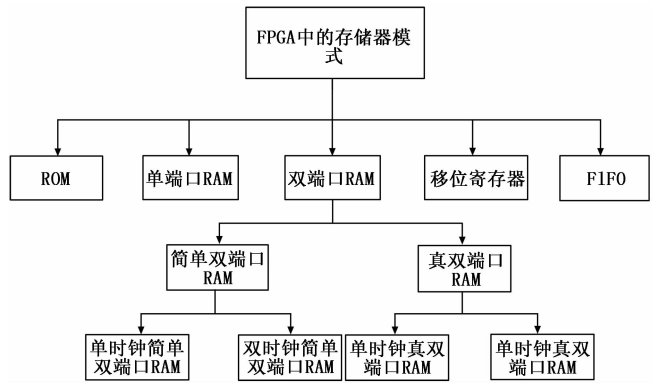 FPGA中的存储器模
式
ROM
单端口RAM
双端口RAM
移位寄存器
F1FO
简单双端口
RAM
真双端口
RAM
单时钟简单
双端口RAM
双时钟简单
双端口RAM
单时钟真双
端口RAM
单时钟真双
端口RAM